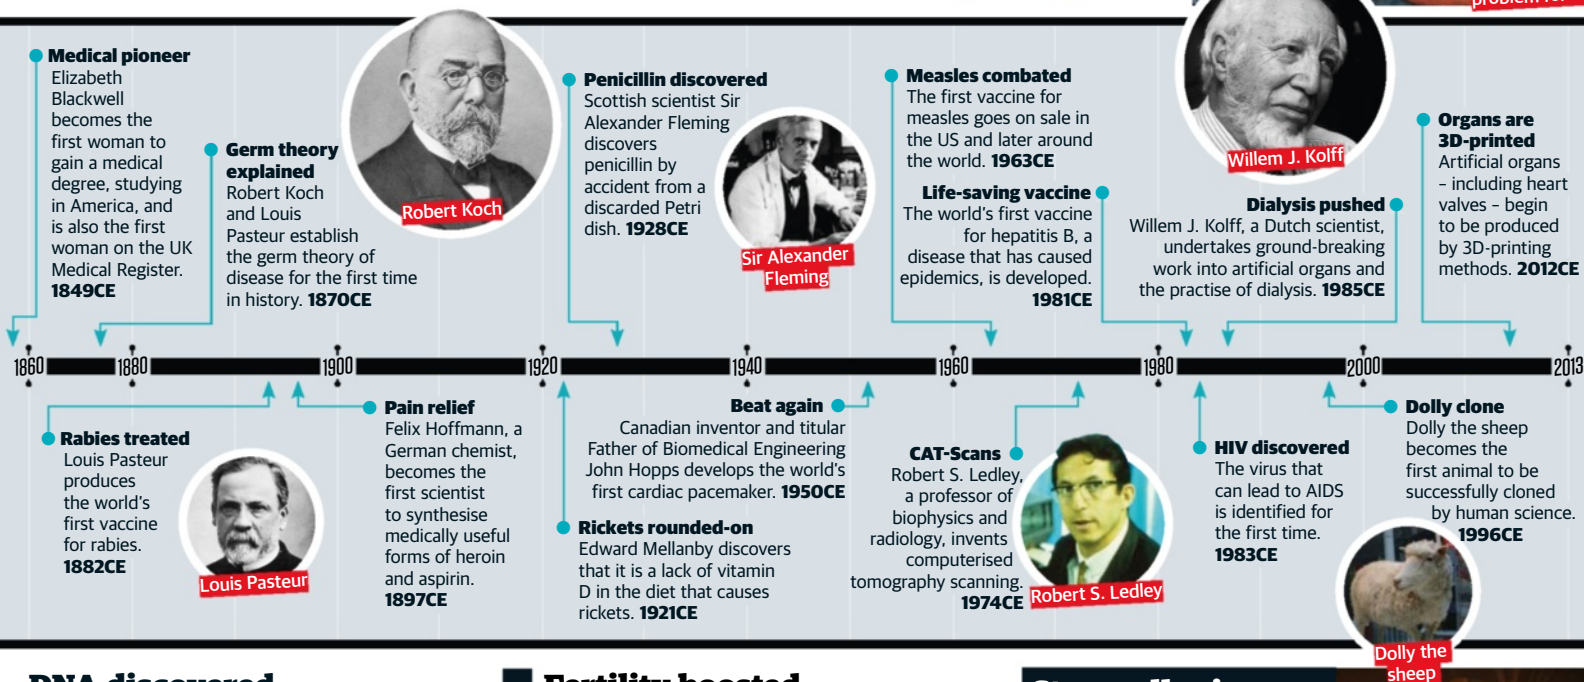 problem for
Medical pioneer
Elizabeth
Blackwell
becomes the
first woman to
gain a medical
degree, studying
in America, and
is also the first
woman on the UK
Medical Register.
1849CE
Germ theory
explained
Robert Koch
and Louis
Pasteur establish
the germ theory of
disease for the first time
in history. 1870CE
Robert Koch
Penicillin discovered
Scottish scientist Sir
Alexander Fleming
discovers
penicillin by
accident from a
discarded Petri
dish. 1928CE
Sir Alexander
Fleming
Measles combated
The first vaccine for
measles goes on sale in
the US and later around
the world. 1963CE
Life-saving vaccine
The world's first vaccine
for hepatitis B, a
disease that has caused
epidemics, is developed.
1981CE
Willem J. Kolff
Dialysis pushed
Willem J. Kolff, a Dutch scientist,
undertakes ground-breaking
work into artificial organs and
the practise of dialysis. 1985CE
Organs are
3D-printed
Artificial organs
– including heart
valves – begin
to be produced
by 3D-printing
methods. 2012CE
1860 1880 1900 1920 1940 1960 1980 2000 2013
Rabies treated
Louis Pasteur
produces
the world's
first vaccine
for rabies.
1882CE
Louis Pasteur
Pain relief
Felix Hoffmann, a
German chemist,
becomes the
first scientist
to synthesise
medically useful
forms of heroin
and aspirin.
1897CE
Beat again
Canadian inventor and titular
Father of Biomedical Engineering
John Hopps develops the world's
first cardiac pacemaker. 1950CE
Rickets rounded-on
Edward Mellanby discovers
that it is a lack of vitamin
D in the diet that causes
rickets. 1921CE
CAT-Scans
Robert S. Ledley,
a professor of
biophysics and
radiology, invents
computerised
tomography scanning.
1974CE
Robert S. Ledley
HIV discovered
The virus that
can lead to AIDS
is identified for
the first time.
1983CE
Dolly clone
Dolly the sheep
becomes the
first animal to be
successfully cloned
by human science.
1996CE
Dolly the
sheep
DNA discovered
Fertility boosted